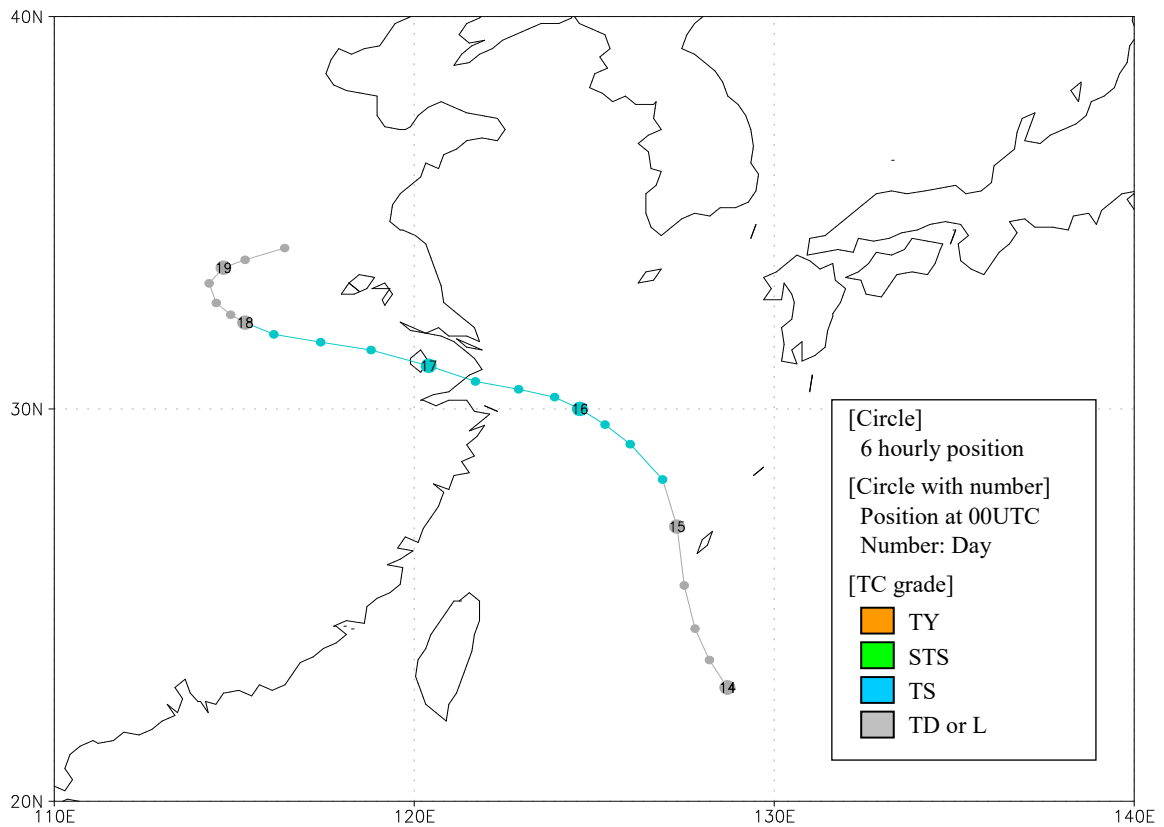 40N
19
18
17
16
30N
[Circle]
6 hourly position
[Circle with number]
Position at 00UTC
Number: Day
15
[TC grade]
TY
STS
TS
TD or L
14
20N
110E
120E
130E
140E